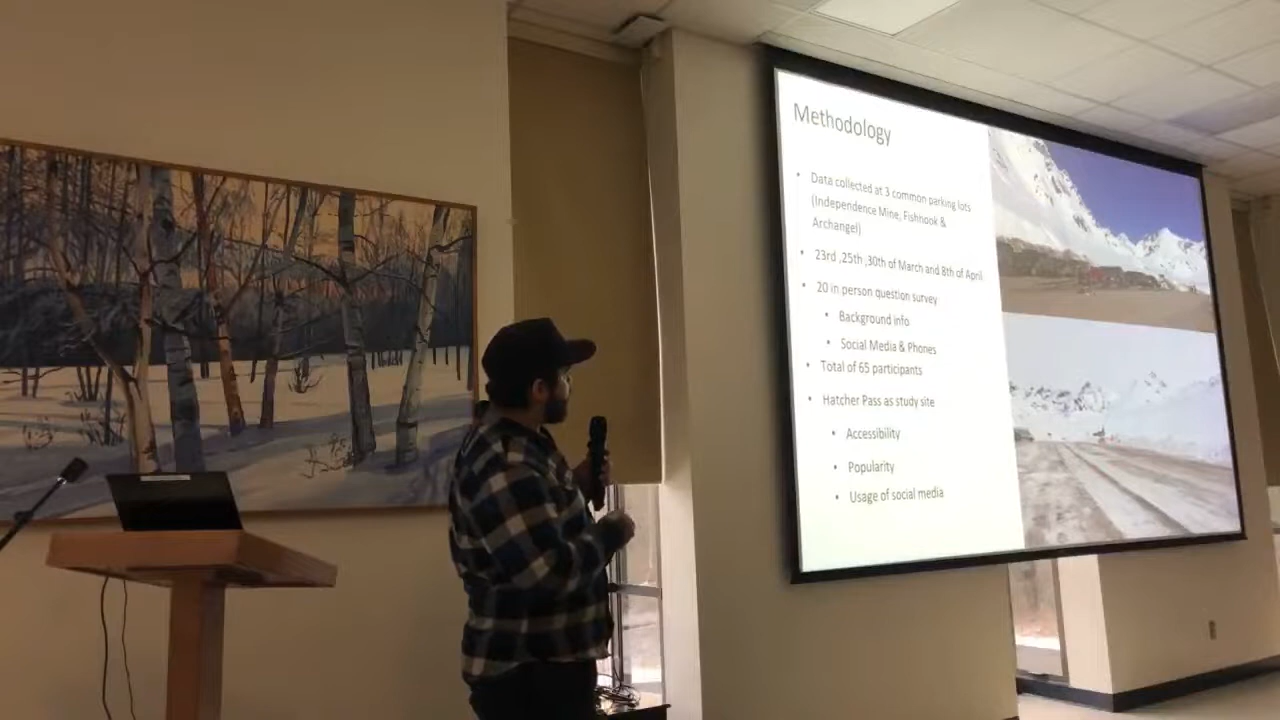 Methodology
• Data collected at 3 common parking lots
(Independence Mine, Fishhook &
Archangel)
• 23rd ,25th ,30th of March and 8th of April
• 20 in person question survey
• Background info
• Social Media & Phones
• Total of 65 participants
• Hatcher Pass as study site
• Accessibility
• Popularity
• Usage of social media